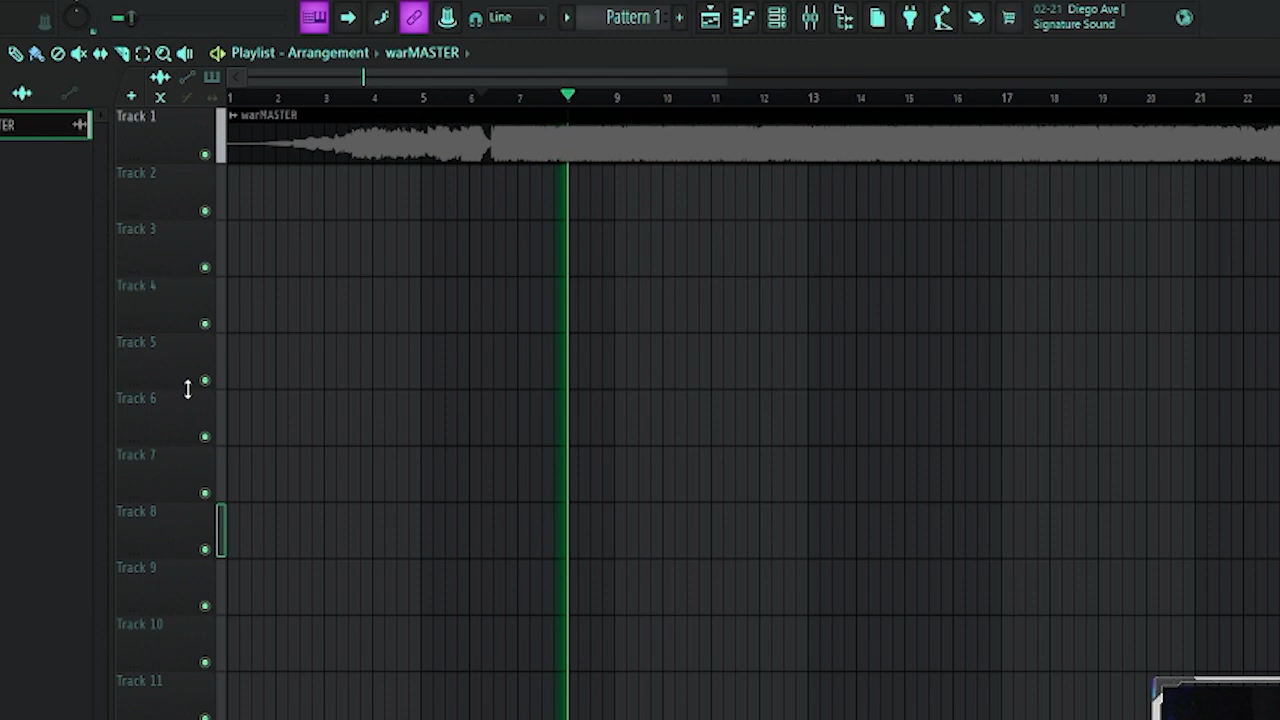 Line
Pattern 1
02-21 Diego Ave |
Signature Sound
Playlist - Arrangement › warMASTER ›
1 2 3 4 5 6 7 9 10 11 12 13 14 15 16 17 18 19 20 21 22
TER
Track 1
warMASTER
Track 2
Track 3
Track 4
Track 5
Track 6
Track 7
Track 8
Track 9
Track 10
Track 11